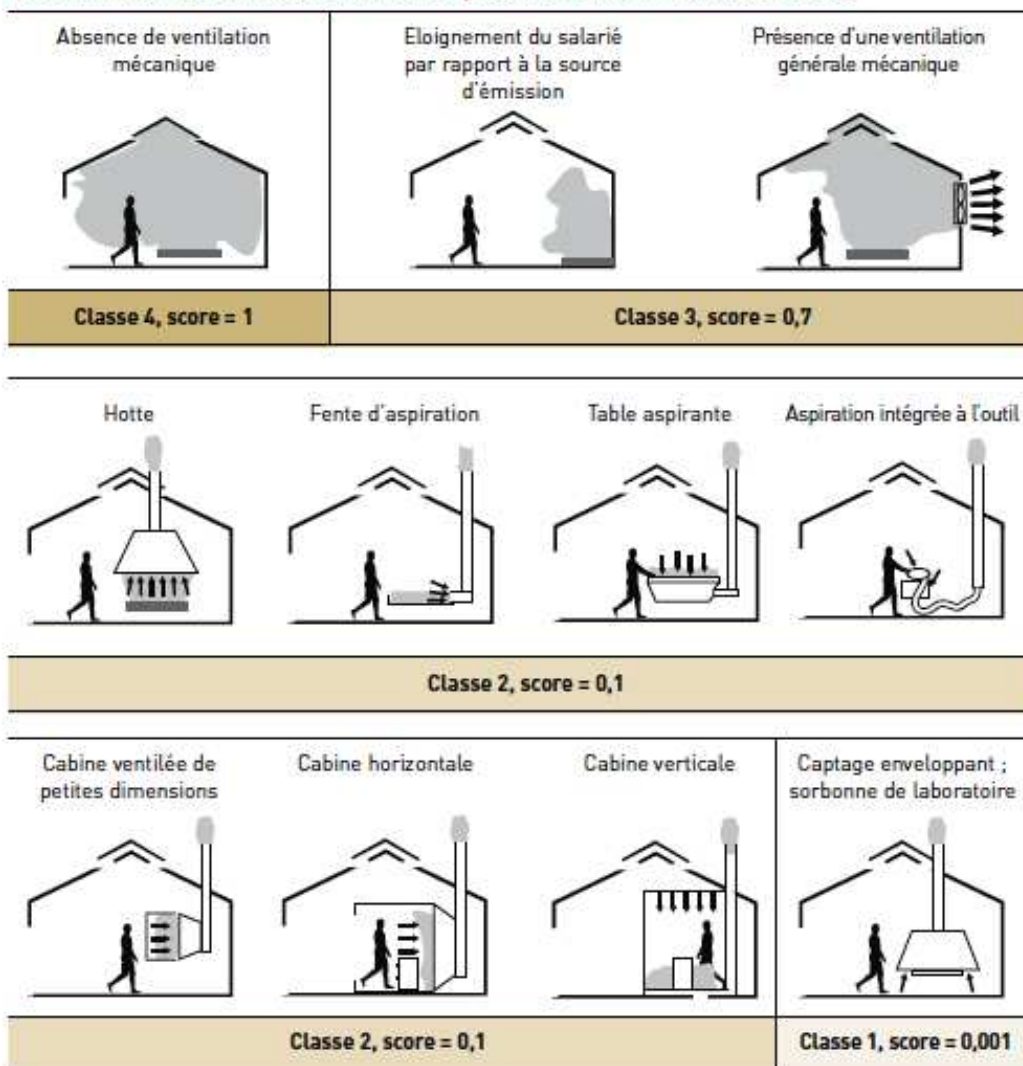 Absence de ventilation
mécanique
Eloignement du salarié
par rapport à la source
d'émission
Présence d'une ventilation
générale mécanique
Classe 4, score = 1
Classe 3, score = 0,7
Hotte
Fente d'aspiration
Table aspirante
Aspiration intégrée à l'outil
Classe 2, score = 0,1
Cabine ventilée de
petites dimensions
Cabine horizontale
Cabine verticale
Captage enveloppant ;
sorbonne de laboratoire
Classe 2, score = 0,1
Classe 1, score = 0,001